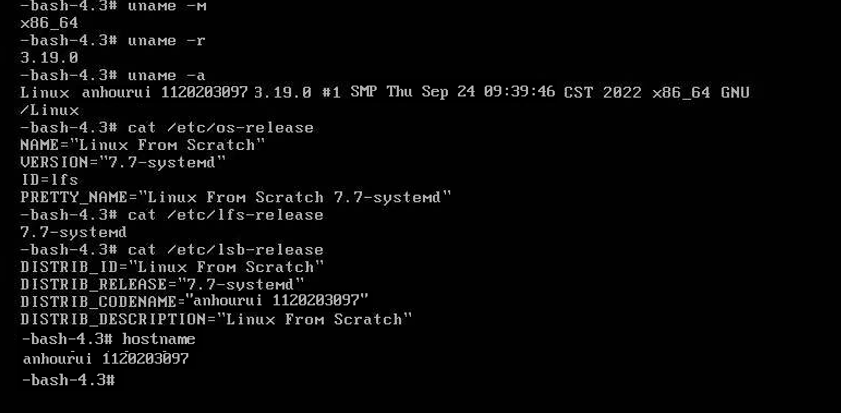 -bash-4.3# uname -m
x86_64
-bash-4.3# uname -r
3.19.0
-bash-4.3# uname -a
Linux anhourui 1120203097 3.19.0 #1 SMP Thu Sep 24 09:39:46 CST 2022 x86_64 GNU
/Linux
-bash-4.3# cat /etc/os-release
NAME="Linux From Scratch"
VERSION="7.7-systemd"
ID=lfs
PRETTY_NAME="Linux From Scratch 7.7-systemd"
-bash-4.3# cat /etc/lfs-release
7.7-systemd
-bash-4.3# cat /etc/lsb-release
DISTRIB_ID="Linux From Scratch"
DISTRIB_RELEASE="7.7-systemd"
DISTRIB_CODENAME="anhourui 1120203097"
DISTRIB_DESCRIPTION="Linux From Scratch"
-bash-4.3# hostname
anhourui 1120203097
-bash-4.3#